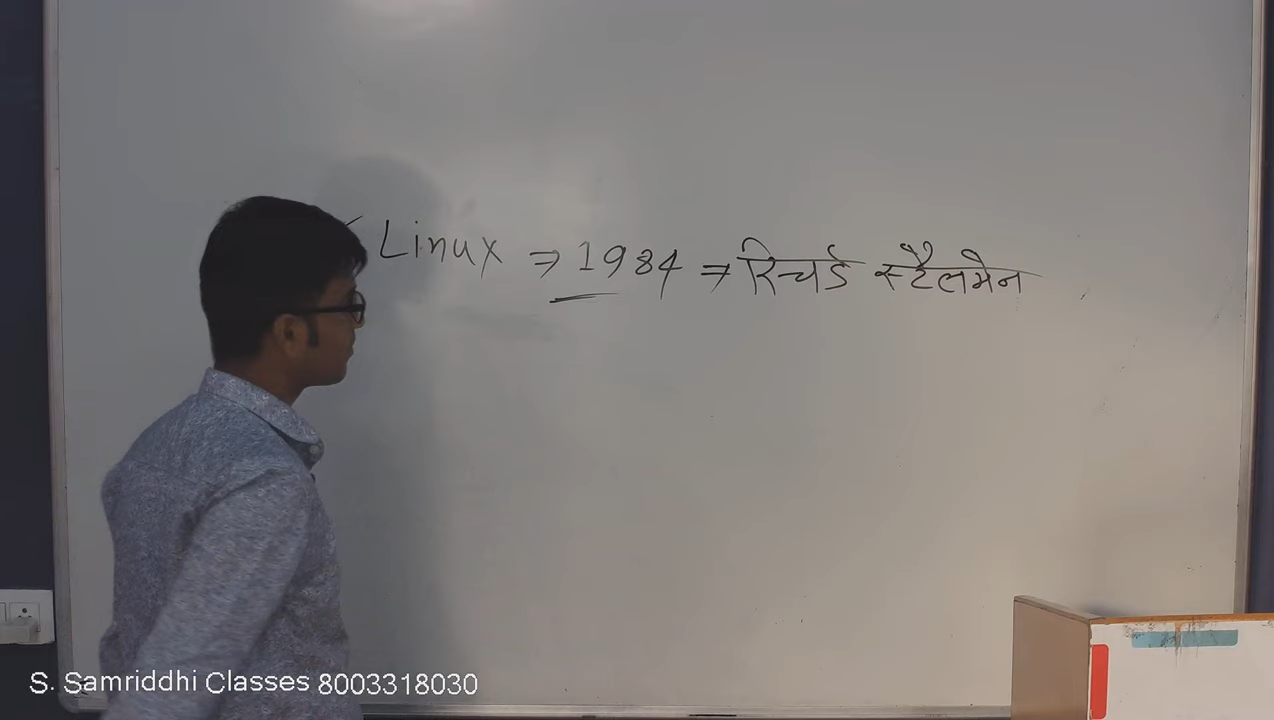 Linux ⇒ 1984 ⇒ रिचर्ड स्टैलमेन
S. Samriddhi Classes 8003318030